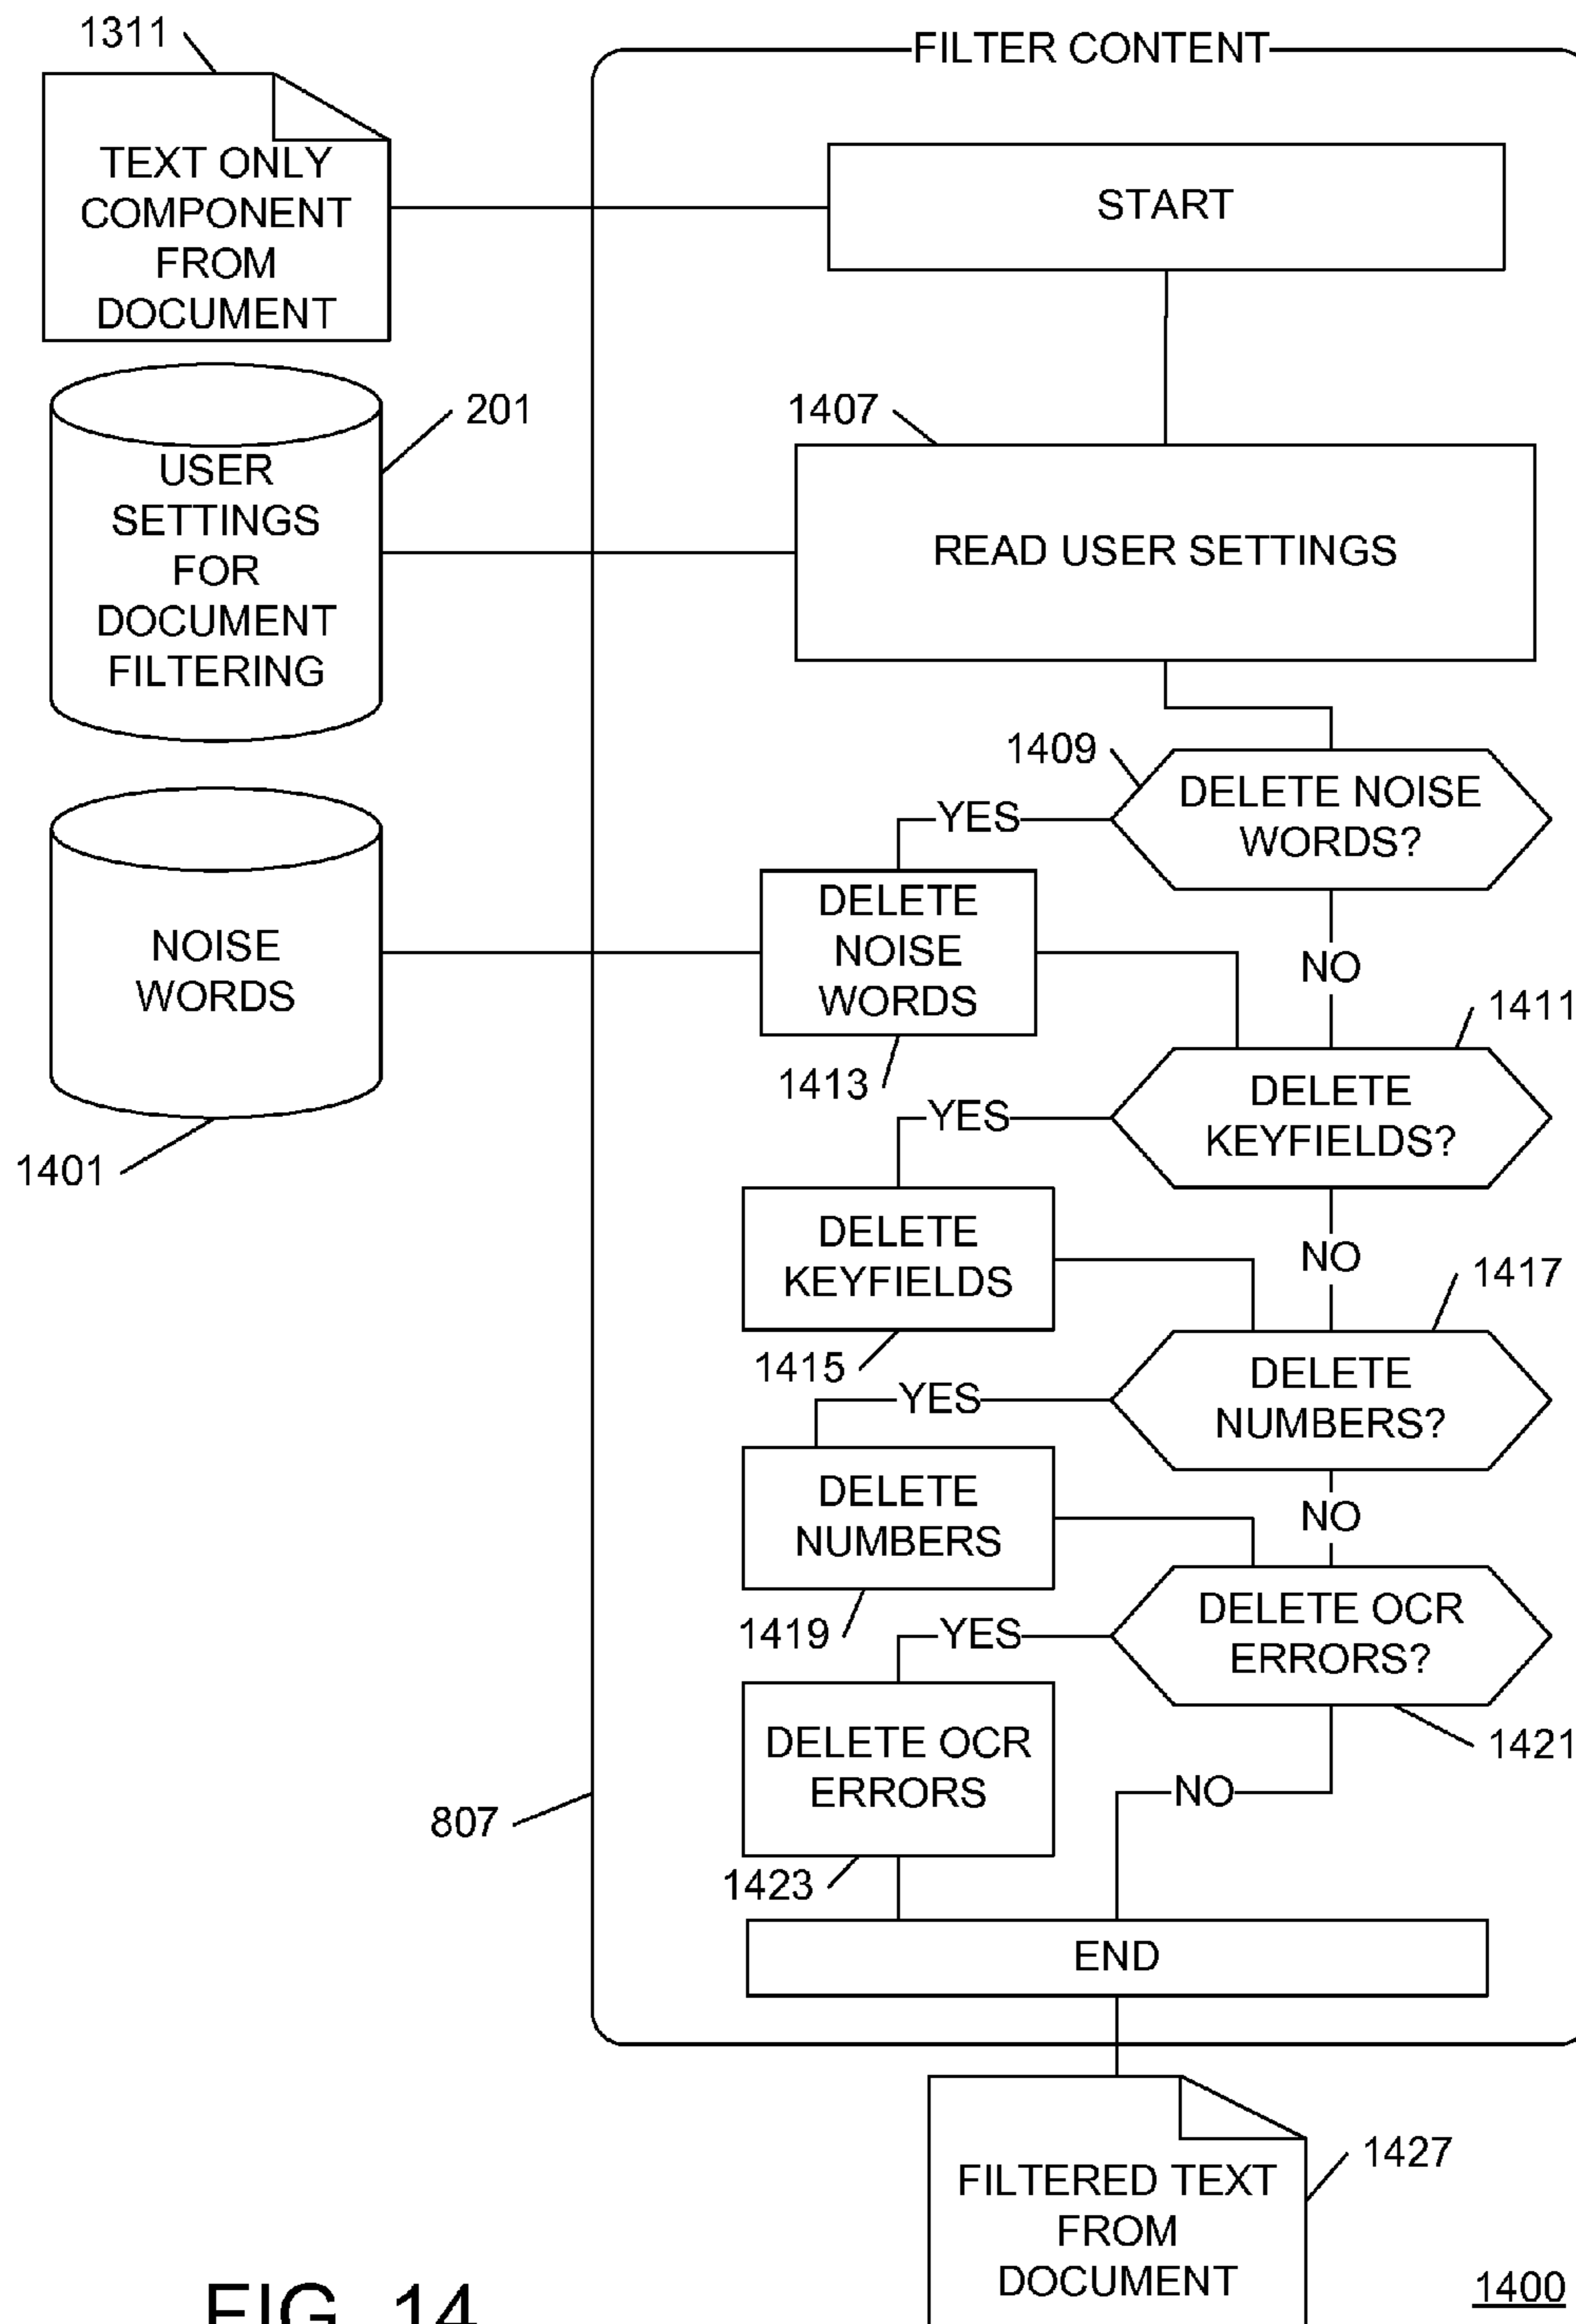 1311
FILTER CONTENT
TEXT ONLY
COMPONENT
FROM
DOCUMENT
START
201
1407
USER
SETTINGS
FOR
DOCUMENT
FILTERING
READ USER SETTINGS
1409
DELETE NOISE
WORDS?
YES
DELETE
NOISE
WORDS
NOISE
WORDS
NO
1411
1413
DELETE
KEYFIELDS?
YES
1401
DELETE
KEYFIELDS
NO
1417
1415
DELETE
NUMBERS?
YES
DELETE
NUMBERS
NO
1419
DELETE OCR
ERRORS?
YES
1421
DELETE OCR
ERRORS
NO
807
1423
END
1427
FILTERED TEXT
FROM
DOCUMENT
1400
FIG. 14